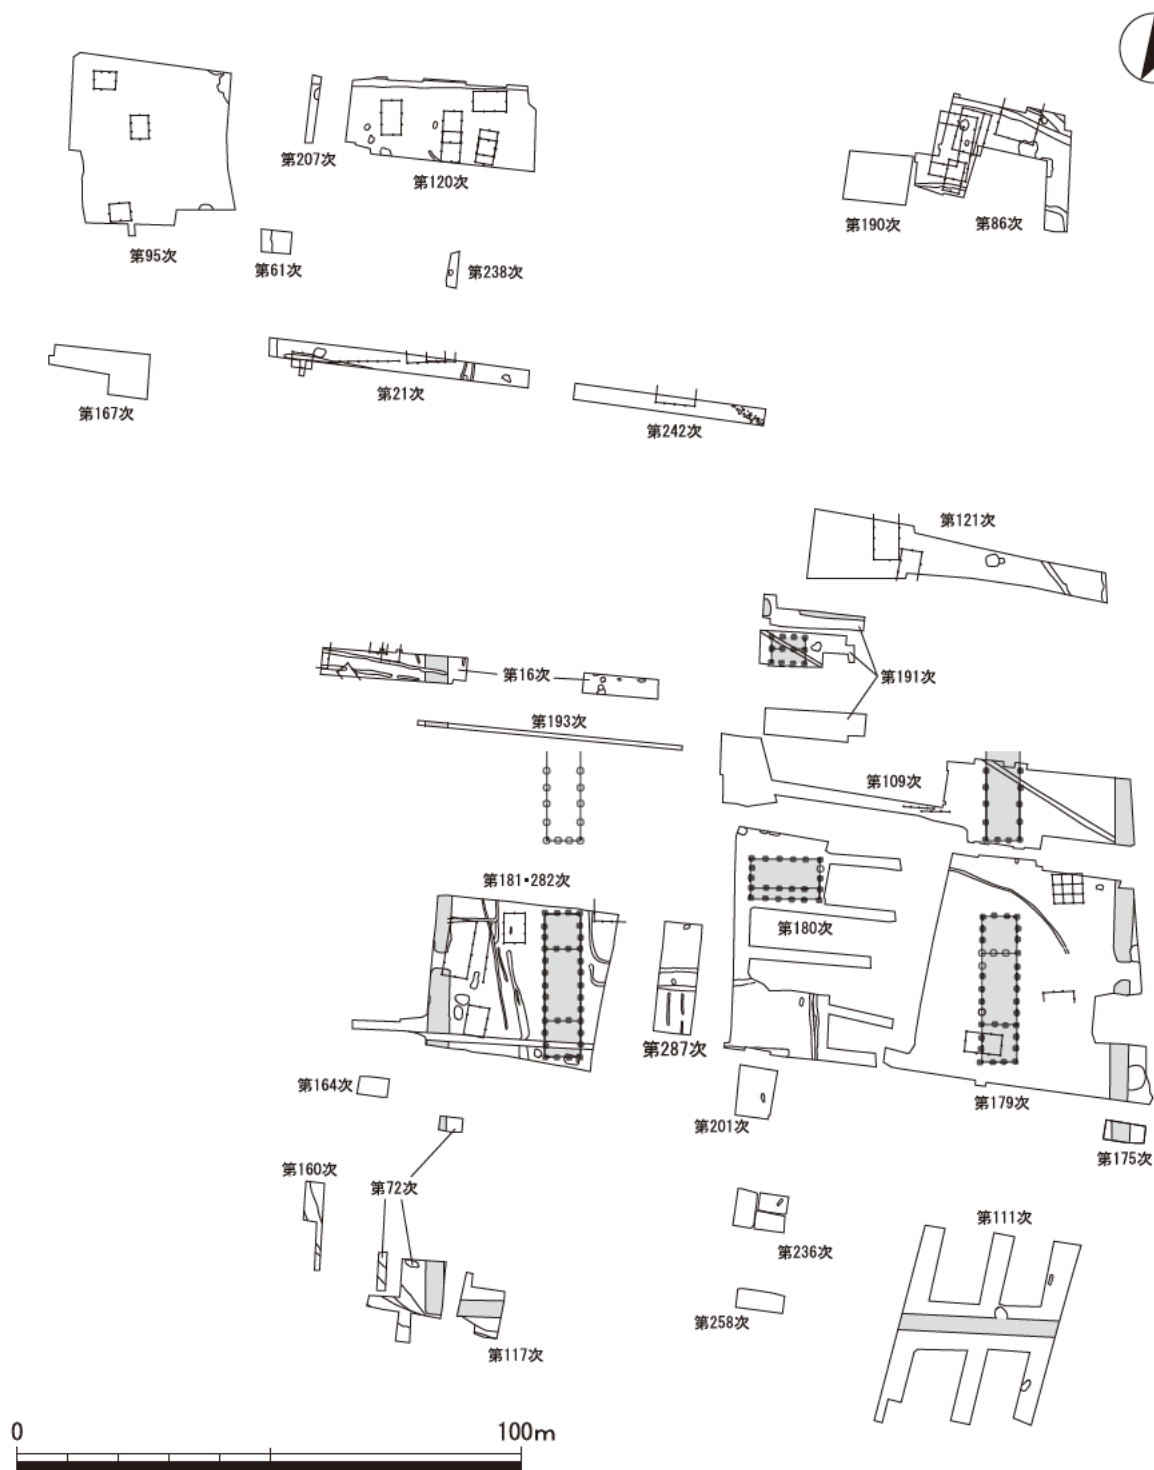 第207次
第120次
第95次
第190次
第86次
第61次
第238次
第167次
第21次
第242次
第121次
第16次
第191次
第193次
第109次
第181・282次
第180次
第287次
第164次
第179次
第201次
第175次
第160次
第72次
第111次
第236次
第258次
第117次
0
100m